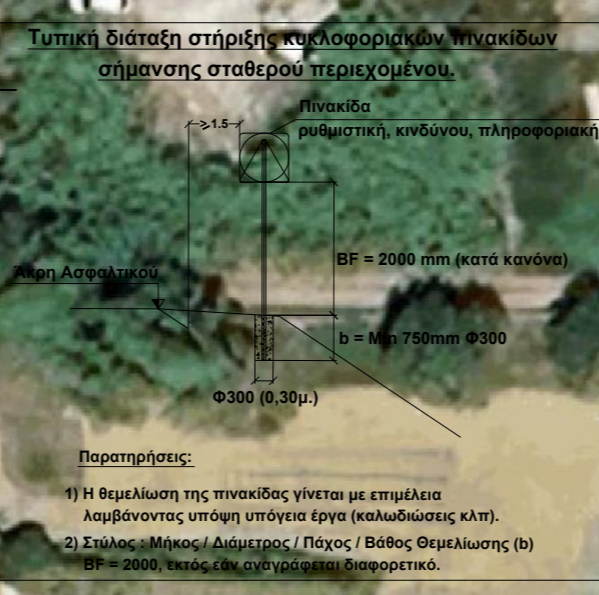 Τυπική διάταξη στήριξης κυκλοφοριακών πινακίδων
σήμανσης σταθερού περιεχομένου.
≥1.5
Πινακίδα
ρυθμιστική, κινδύνου, πληροφοριακή
BF = 2000 mm (κατά κανόνα)
Άκρη Ασφαλτικού
b = Min 750mm Φ300
Φ300 (0,30μ.)
Παρατηρήσεις:
1) Η θεμελίωση της πινακίδας γίνεται με επιμέλεια
λαμβάνοντας υπόψη υπόγεια έργα (καλωδιώσεις κλπ).
2) Στύλος : Μήκος / Διάμετρος / Πάχος / Βάθος Θεμελίωσης (b)
BF = 2000, εκτός εάν αναγράφεται διαφορετικό.